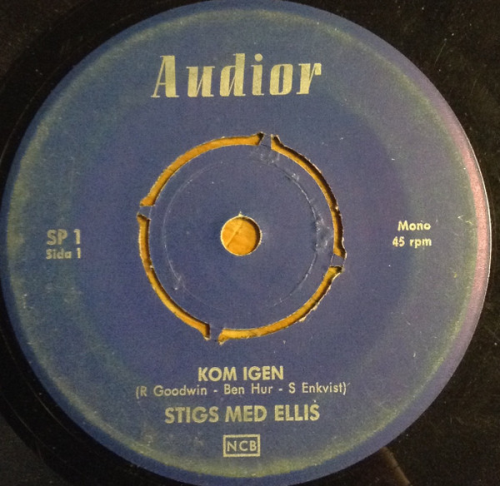 Audior
SP 1
Sida 1
Mono
45 rpm
KOM IGEN
(R Goodwin - Ben Hur - S Enkvist)
STIGS MED ELLIS
NCB